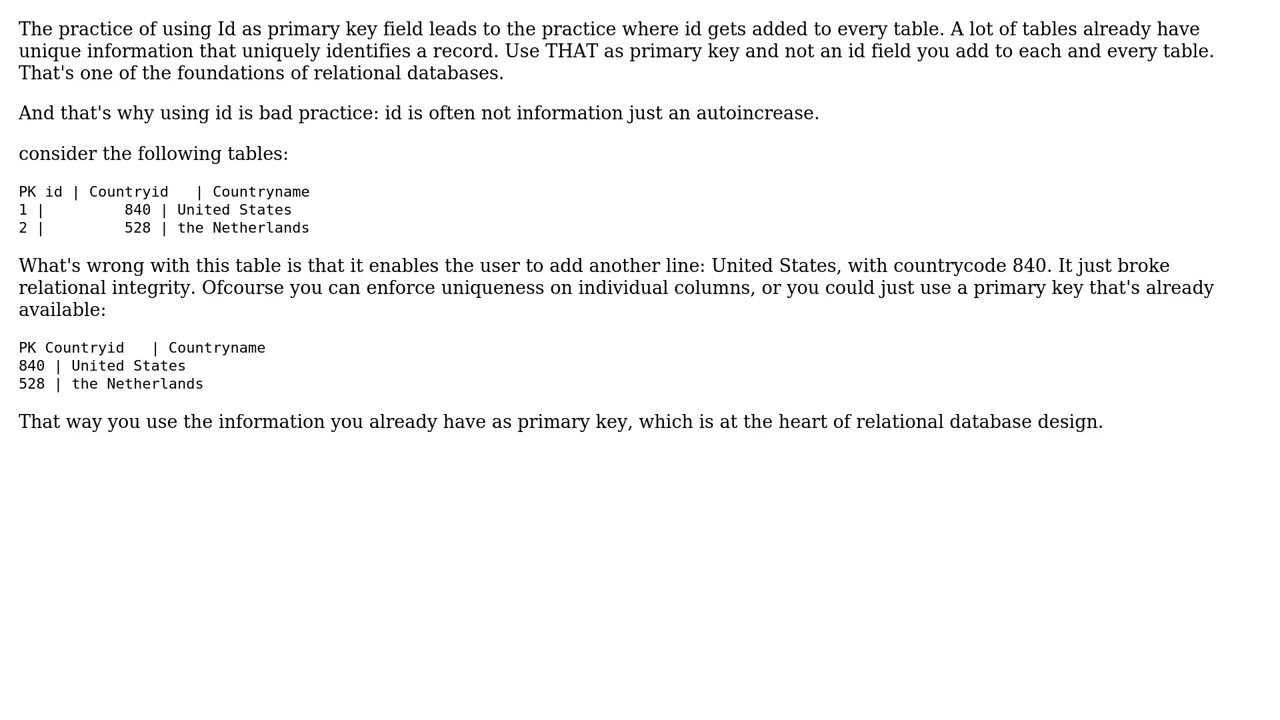 The practice of using Id as primary key field leads to the practice where id gets added to every table. A lot of tables already have
unique information that uniquely identifies a record. Use THAT as primary key and not an id field you add to each and every table.
That's one of the foundations of relational databases.
And that's why using id is bad practice: id is often not information just an autoincrease.
consider the following tables:
PK id | Countryid   | Countryname
1 |         840 | United States
2 |         528 | the Netherlands
What's wrong with this table is that it enables the user to add another line: United States, with countrycode 840. It just broke
relational integrity. Ofcourse you can enforce uniqueness on individual columns, or you could just use a primary key that's already
available:
PK Countryid   | Countryname
840 | United States
528 | the Netherlands
That way you use the information you already have as primary key, which is at the heart of relational database design.